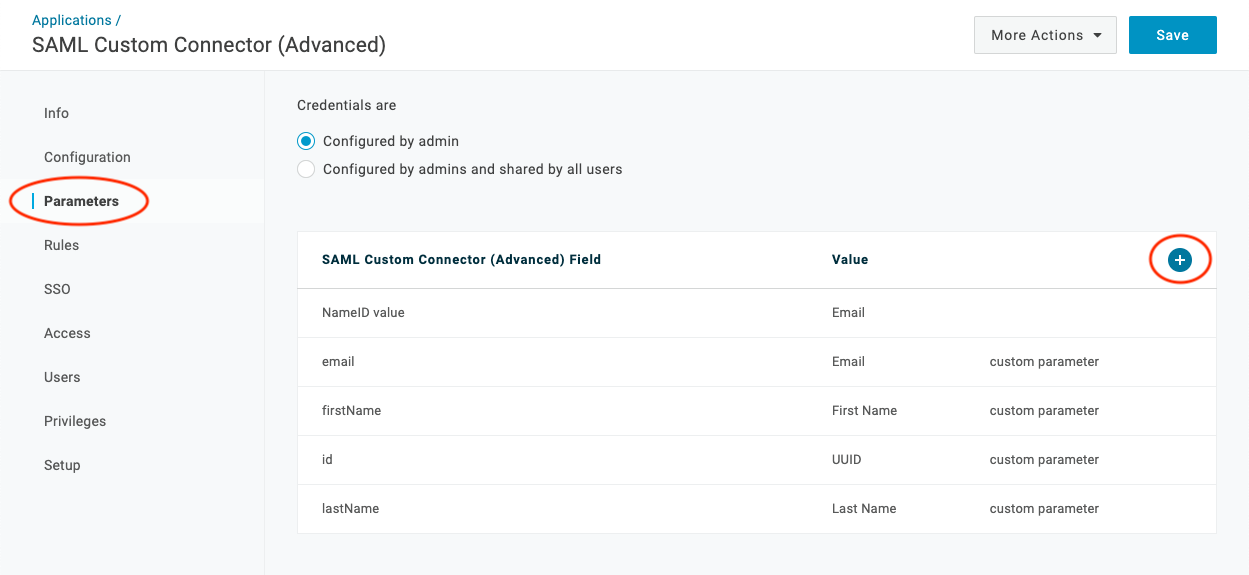 Applications /
SAML Custom Connector (Advanced)
More Actions
Save
Info
Configuration
Parameters
Rules
SSO
Access
Users
Privileges
Setup
Credentials are
Configured by admin
Configured by admins and shared by all users
SAML Custom Connector (Advanced) Field Value
NameID value Email
email Email custom parameter
firstName First Name custom parameter
id UUID custom parameter
lastName Last Name custom parameter